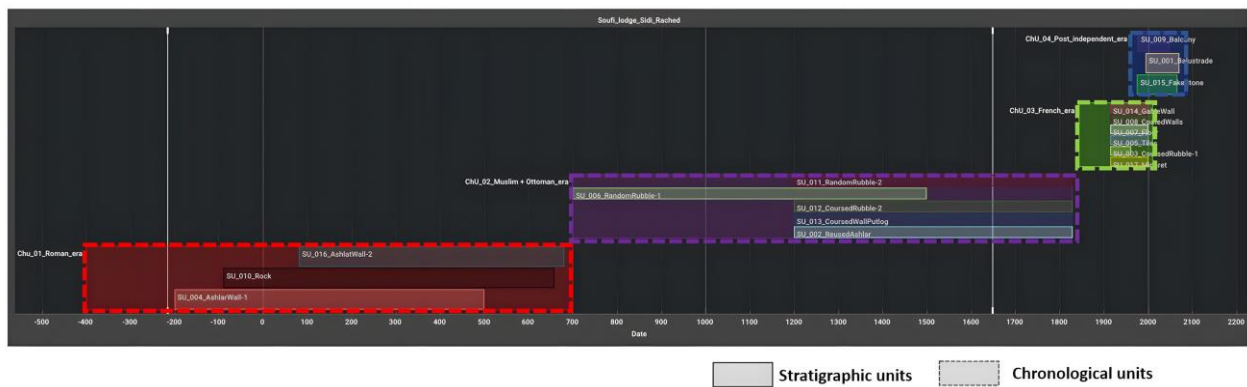 Soufi_lodge_Sidi_Rached
ChU_04_Post_independent_era
SU_009_Balcony
SU_001_Balustrade
SU_015_FakeStone
ChU_03_French_era
SU_014_GableWall
SU_008_CoursedWalls
SU_005_Tile
SU_003_CoursedRubble-1
ChU_02_Muslim + Ottoman_era
SU_011_RandomRubble-2
SU_006_RandomRubble-1
SU_012_CoursedRubble-2
SU_013_CoursedWallPutlog
SU_002_ReusedAshlar
Chu_01_Roman_era
SU_016_AshlatWall-2
SU_010_Rock
SU_004_AshlarWall-1
-500 -400 -300 -200 -100 0 100 200 300 400 500 600 700 800 900 1000 1100 1200 1300 1400 1500 1600 1700 1800 1900 2000 2100 2200
Date
Stratigraphic units
Chronological units